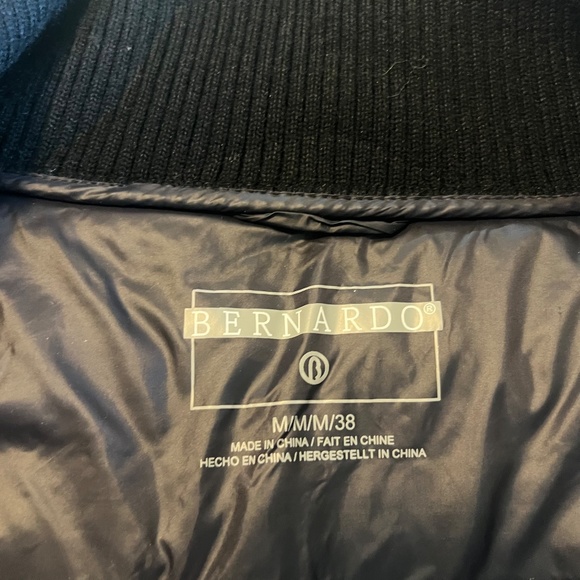 BERNARDO®
B
M/M/M/38
MADE IN CHINA / FAIT EN CHINE
HECHO EN CHINA / HERGESTELLT IN CHINA